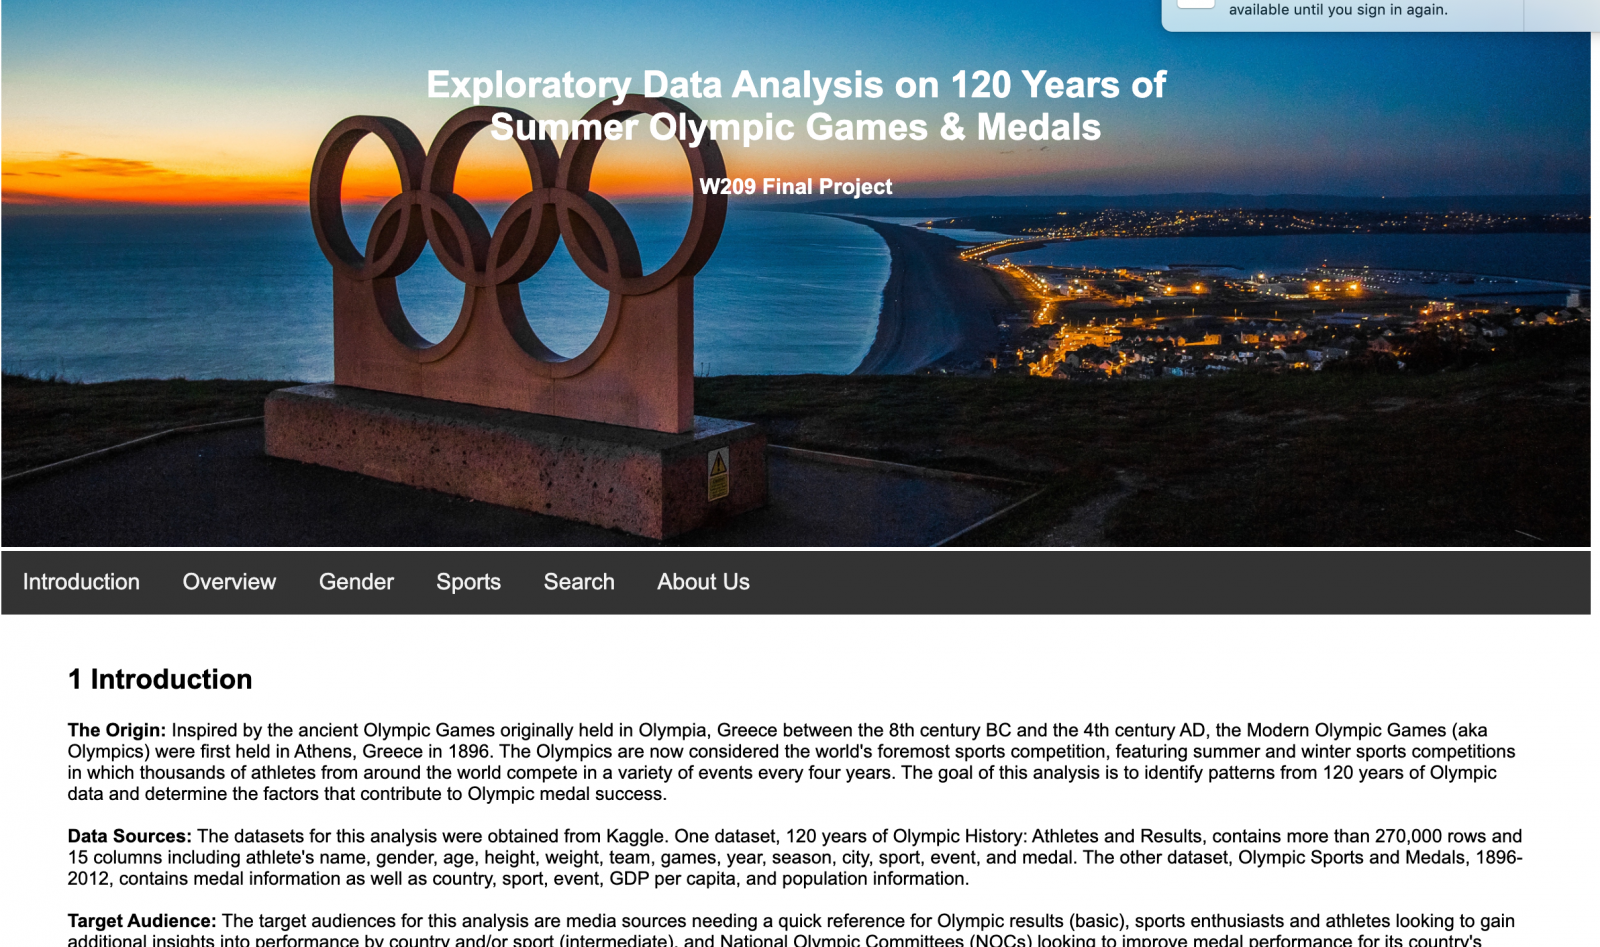 available until you sign in again.
Exploratory Data Analysis on 120 Years of
Summer Olympic Games & Medals
W209 Final Project
Introduction Overview Gender Sports Search About Us
1 Introduction
The Origin: Inspired by the ancient Olympic Games originally held in Olympia, Greece between the 8th century BC and the 4th century AD, the Modern Olympic Games (aka
Olympics) were first held in Athens, Greece in 1896. The Olympics are now considered the world's foremost sports competition, featuring summer and winter sports competitions
in which thousands of athletes from around the world compete in a variety of events every four years. The goal of this analysis is to identify patterns from 120 years of Olympic
data and determine the factors that contribute to Olympic medal success.
Data Sources: The datasets for this analysis were obtained from Kaggle. One dataset, 120 years of Olympic History: Athletes and Results, contains more than 270,000 rows and
15 columns including athlete's name, gender, age, height, weight, team, games, year, season, city, sport, event, and medal. The other dataset, Olympic Sports and Medals, 1896-
2012, contains medal information as well as country, sport, event, GDP per capita, and population information.
Target Audience: The target audiences for this analysis are media sources needing a quick reference for Olympic results (basic), sports enthusiasts and athletes looking to gain
additional insights into performance by country and/or sport (intermediate), and National Olympic Committees (NOCs) looking to improve medal performance for its country's